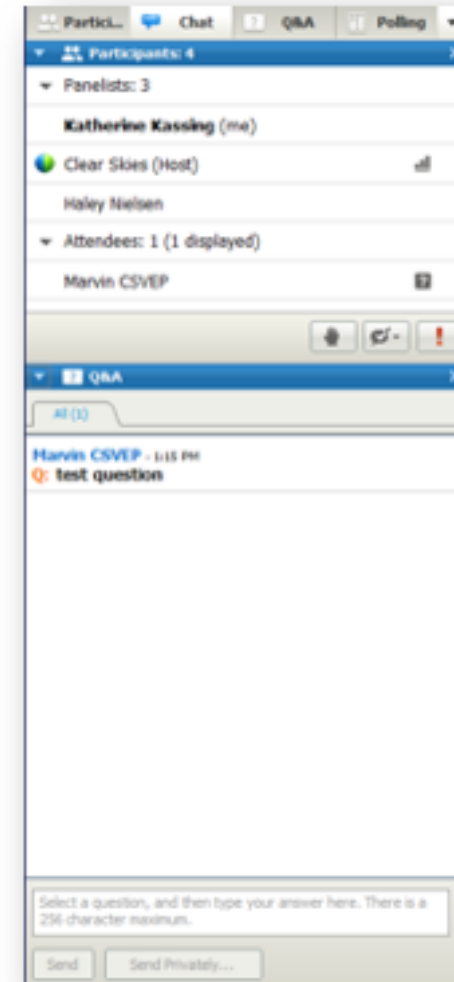 Partici... Chat Q&A Polling
Participants: 4
Panelists: 3
Katherine Kassing (me)
Clear Skies (Host)
Haley Nielsen
Attendees: 1 (1 displayed)
Marvin CSVEP
Q&A
All (1)
Marvin CSVEP - 1:15 PM
Q: test question
Select a question, and then type your answer here. There is a
256 character maximum.
Send Send Privately...